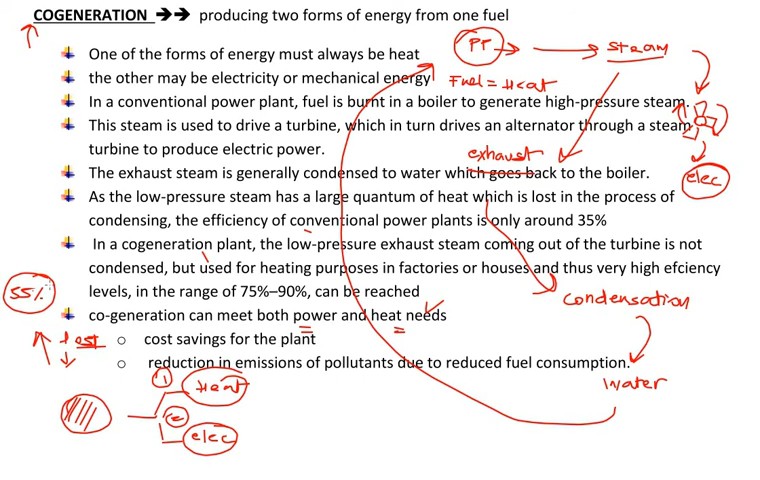 COGENERATION ➔➔ producing two forms of energy from one fuel
One of the forms of energy must always be heat
the other may be electricity or mechanical energy
In a conventional power plant, fuel is burnt in a boiler to generate high-pressure steam.
This steam is used to drive a turbine, which in turn drives an alternator through a steam
turbine to produce electric power.
The exhaust steam is generally condensed to water which goes back to the boiler.
As the low-pressure steam has a large quantum of heat which is lost in the process of
condensing, the efficiency of conventional power plants is only around 35%
In a cogeneration plant, the low-pressure exhaust steam coming out of the turbine is not
condensed, but used for heating purposes in factories or houses and thus very high efciency
levels, in the range of 75%–90%, can be reached
co-generation can meet both power and heat needs
o cost savings for the plant
o reduction in emissions of pollutants due to reduced fuel consumption.
PT
steam
Fuel = Heat
exhaust
elec
condensation
water
55%
cost
1 Heat
2
elec